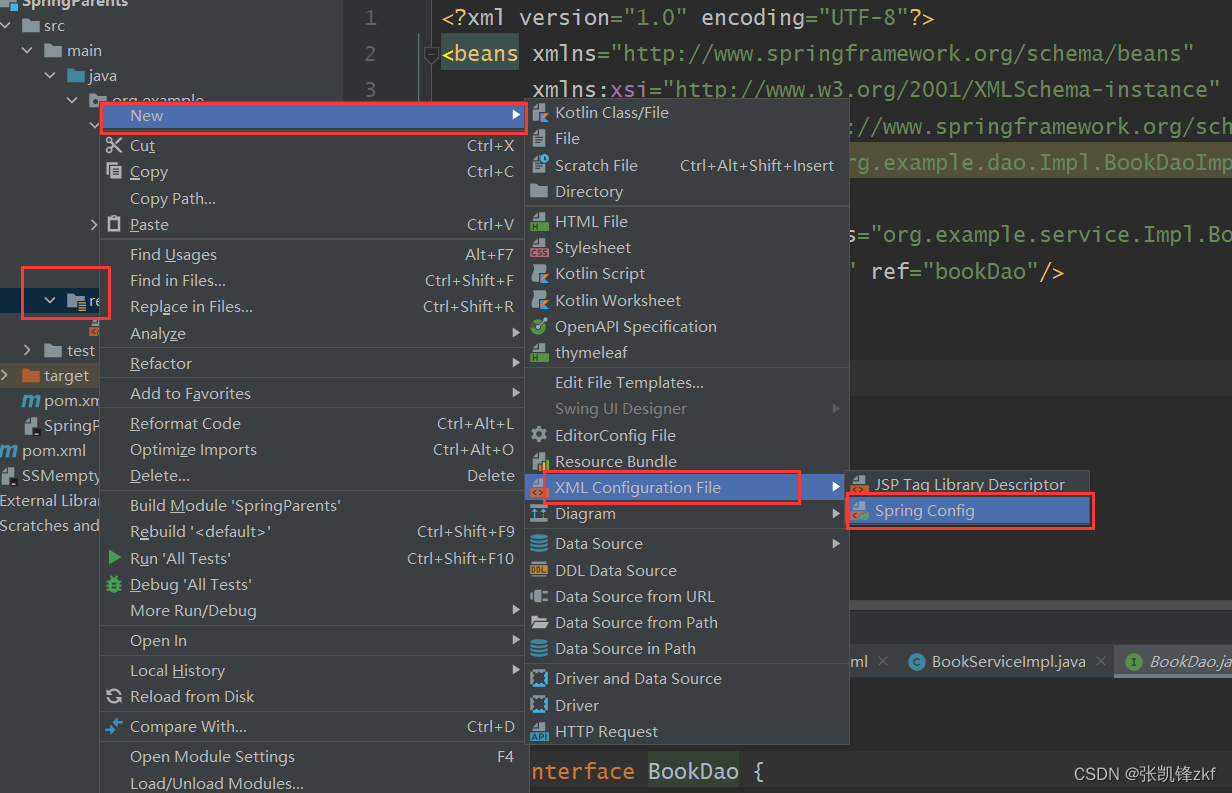 SpringParents
src
main
java
org.example
re
test
target
pom.xm
SpringP
pom.xml
SSMempty
External Librar
Scratches and
New
Cut Ctrl+X
Copy Ctrl+C
Copy Path...
Paste Ctrl+V
Find Usages Alt+F7
Find in Files... Ctrl+Shift+F
Replace in Files... Ctrl+Shift+R
Analyze
Refactor
Add to Favorites
Reformat Code Ctrl+Alt+L
Optimize Imports Ctrl+Alt+O
Delete... Delete
Build Module 'SpringParents'
Rebuild '<default>' Ctrl+Shift+F9
Run 'All Tests' Ctrl+Shift+F10
Debug 'All Tests'
More Run/Debug
Open In
Local History
Reload from Disk
Compare With... Ctrl+D
Open Module Settings F4
Load/Unload Modules...
Kotlin Class/File
File
Scratch File Ctrl+Alt+Shift+Insert
Directory
HTML File
Stylesheet
Kotlin Script
Kotlin Worksheet
OpenAPI Specification
thymeleaf
Edit File Templates...
Swing UI Designer
EditorConfig File
Resource Bundle
XML Configuration File
Diagram
Data Source
DDL Data Source
Data Source from URL
Data Source from Path
Data Source in Path
Driver and Data Source
Driver
HTTP Request
JSP Tag Library Descriptor
Spring Config
1 <?xml version="1.0" encoding="UTF-8"?>
2 <beans xmlns="http://www.springframework.org/schema/beans"
3 xmlns:xsi="http://www.w3.org/2001/XMLSchema-instance"
://www.springframework.org/sc
rg.example.dao.Impl.BookDaoImp
s="org.example.service.Impl.Bo
" ref="bookDao"/>
ml BookServiceImpl.java BookDao.ja
nterface BookDao {
CSDN @张凯锋zkf